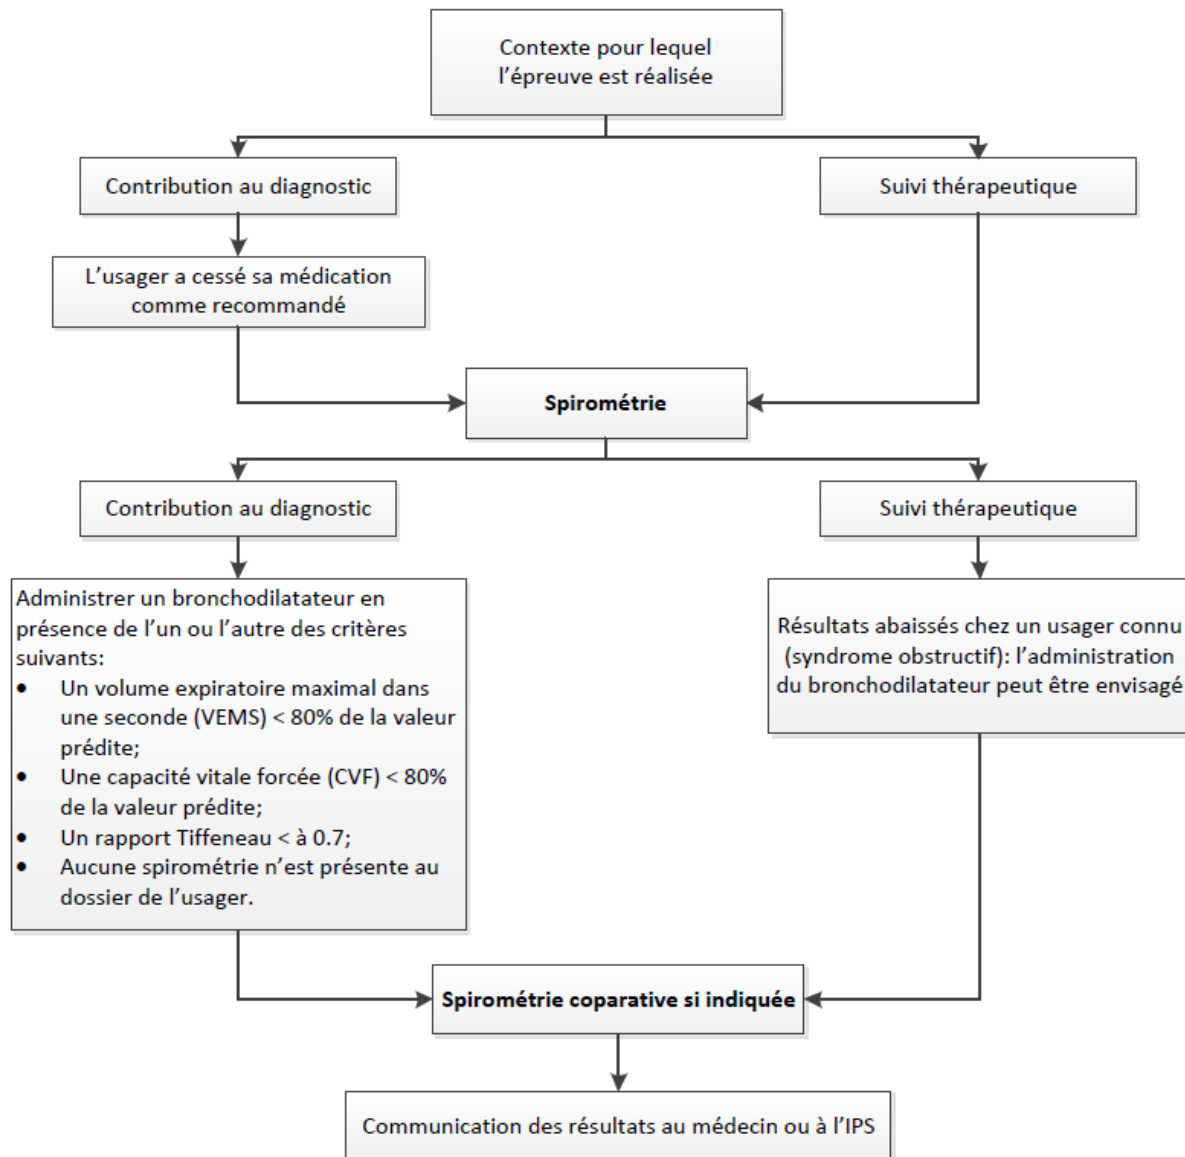 Contexte pour lequel
l'épreuve est réalisée
Contribution au diagnostic
Suivi thérapeutique
L'usager a cessé sa médication
comme recommandé
Spirométrie
Contribution au diagnostic
Suivi thérapeutique
Administrer un bronchodilatateur en
présence de l'un ou l'autre des critères
suivants:
• Un volume expiratoire maximal dans
une seconde (VEMS) < 80% de la valeur
prédite;
• Une capacité vitale forcée (CVF) < 80%
de la valeur prédite;
• Un rapport Tiffeneau < à 0.7;
• Aucune spirométrie n'est présente au
dossier de l'usager.
Résultats abaissés chez un usager connu
(syndrome obstructif): l'administration
du bronchodilatateur peut être envisagé
Spirométrie coparative si indiquée
Communication des résultats au médecin ou à l'IPS